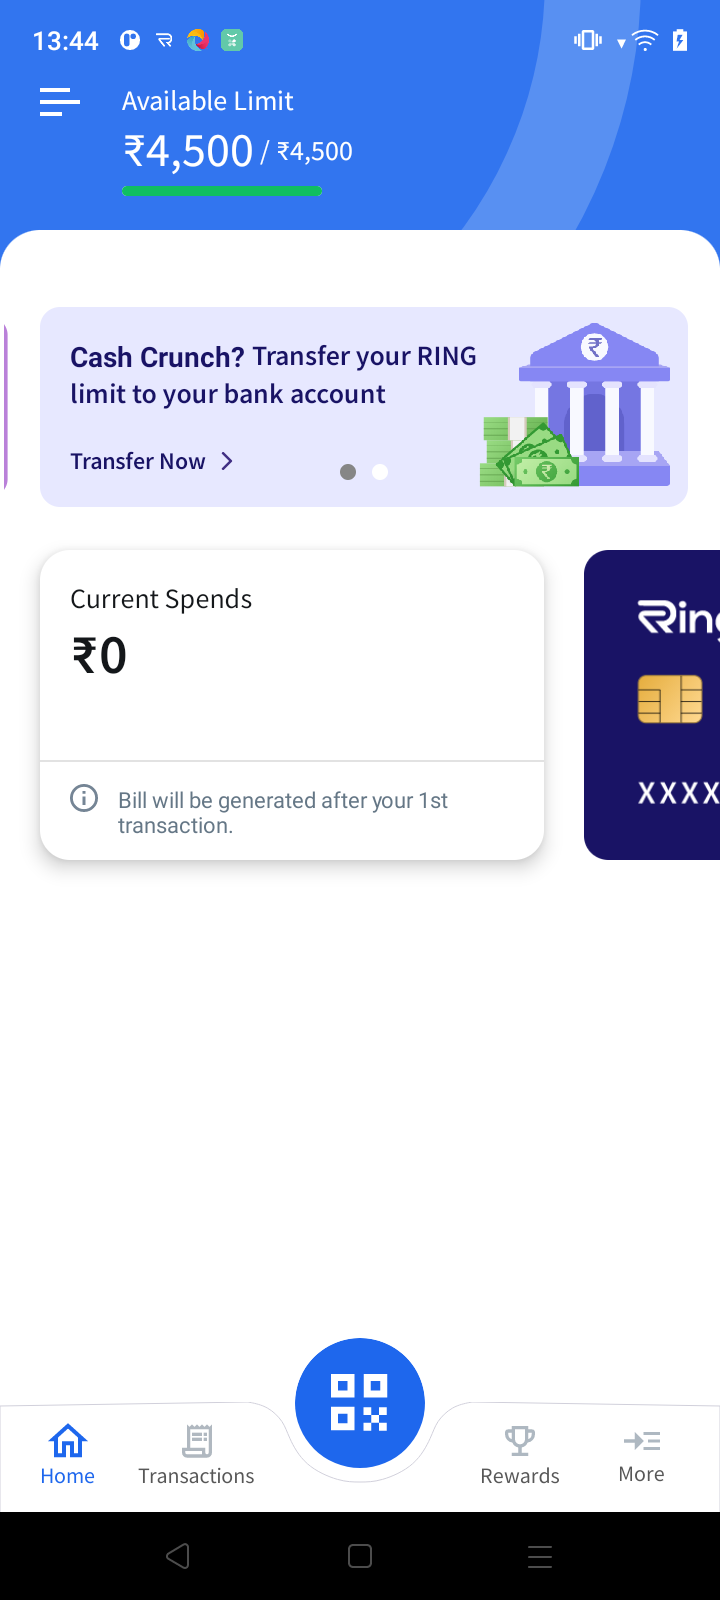 13:44
Available Limit
₹4,500 / ₹4,500
Cash Crunch? Transfer your RING
limit to your bank account
Transfer Now
Current Spends
₹0
Bill will be generated after your 1st
transaction.
Ring
XXXX
Home
Transactions
Rewards
More